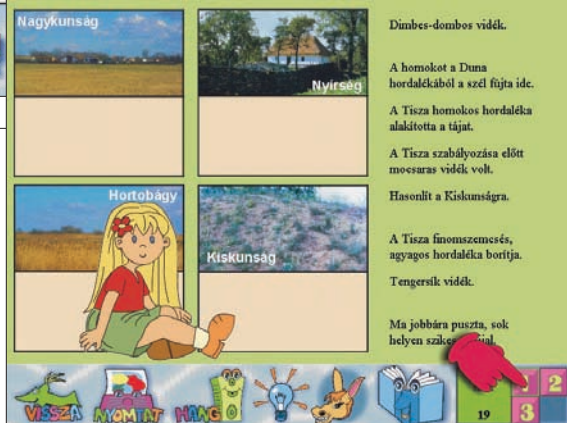 Nagykunság
Nyírség
Hortobágy
Kiskunság
Dimbes-dombos vidék.
A homokot a Duna
hordalékából a szél fújta ide.
A Tisza homokos hordaléka
alakította a tájat.
A Tisza szabályozása előtt
mocsaras vidék volt.
Hasonlít a Kiskunságra.
A Tisza finomszemcsés,
agyagos hordaléka borítja.
Tengersík vidék.
Ma jobbára puszta, sok
helyen
VISSZA
NYOMTAT
HANG
19
2
3